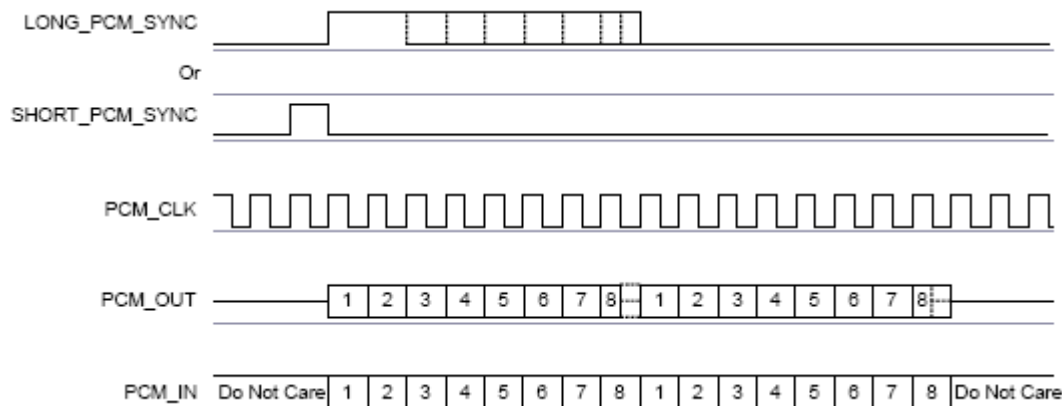 LONG_PCM_SYNC
Or
SHORT_PCM_SYNC
PCM_CLK
PCM_OUT 1 2 3 4 5 6 7 8 1 2 3 4 5 6 7 8
PCM_IN Do Not Care 1 2 3 4 5 6 7 8 1 2 3 4 5 6 7 8 Do Not Care